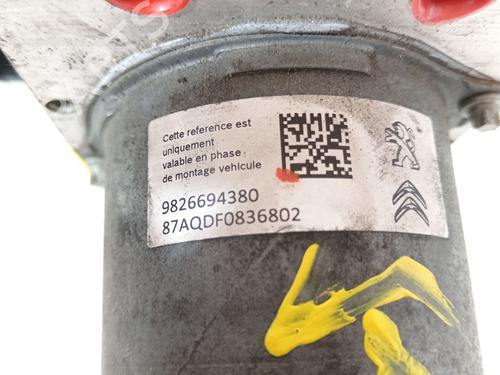 Cette reference est
uniquement
valable en phase
de montage vehicule
9826694380
87AQDF0836802